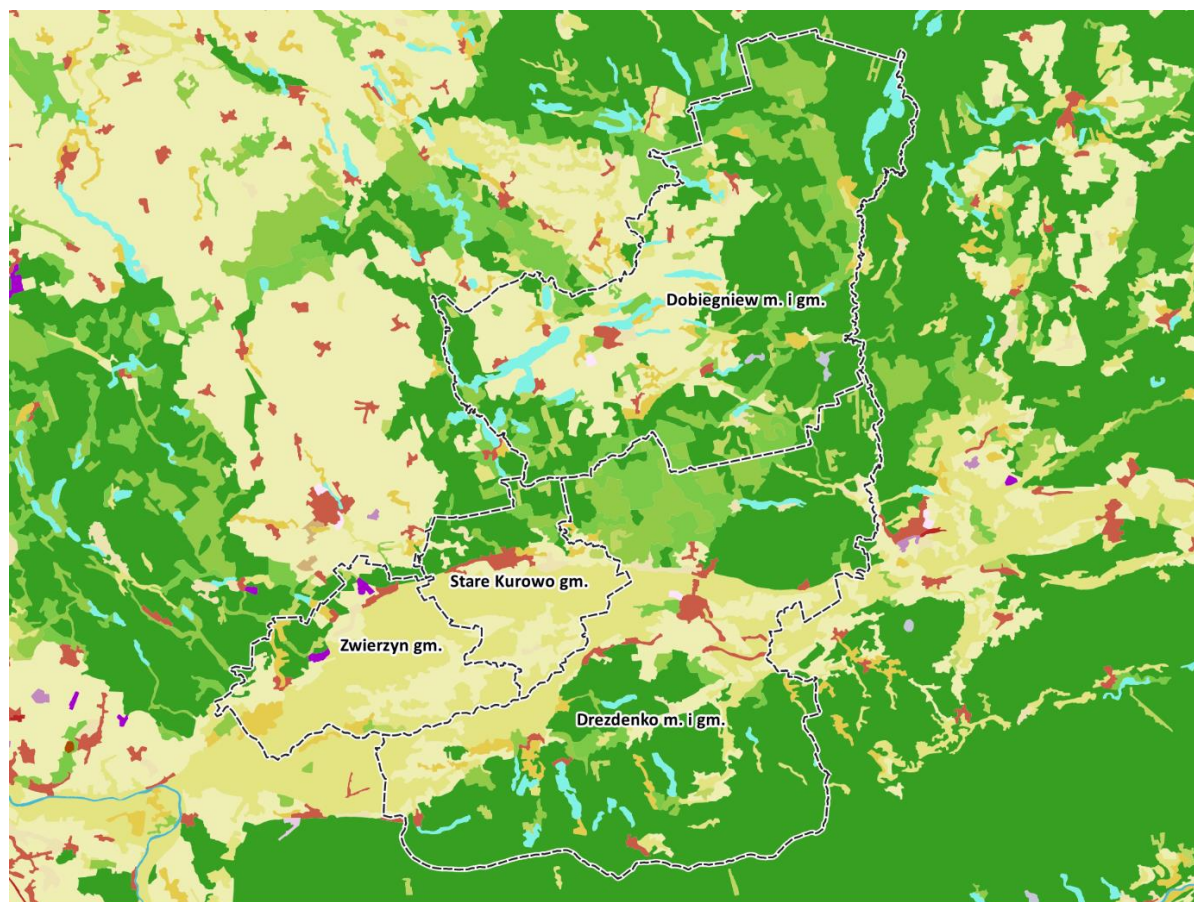 Dobiegniew m. i gm.
Stare Kurowo gm.
Zwierzyn gm.
Drezdenko m. i gm.